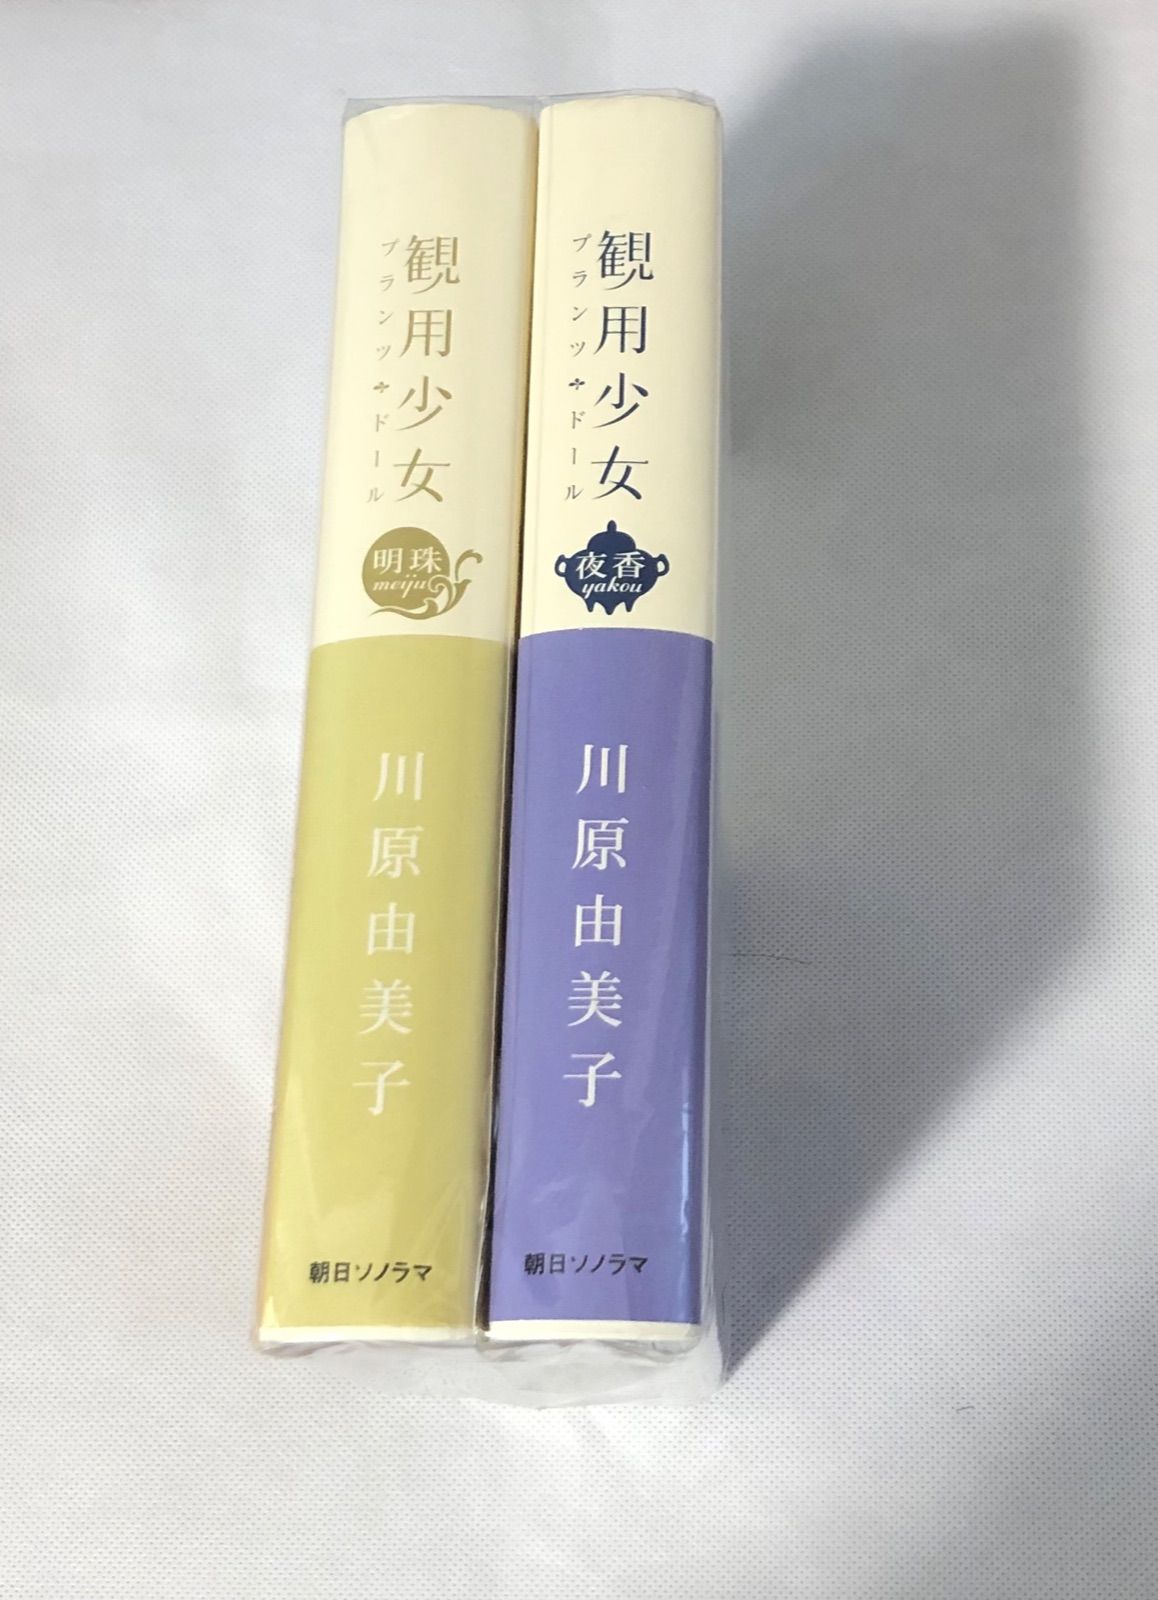 観用少女
プランツ✢ドール
明珠
meiju
川原由美子
朝日ソノラマ
観用少女
プランツ✢ドール
夜香
yakou
川原由美子
朝日ソノラマ